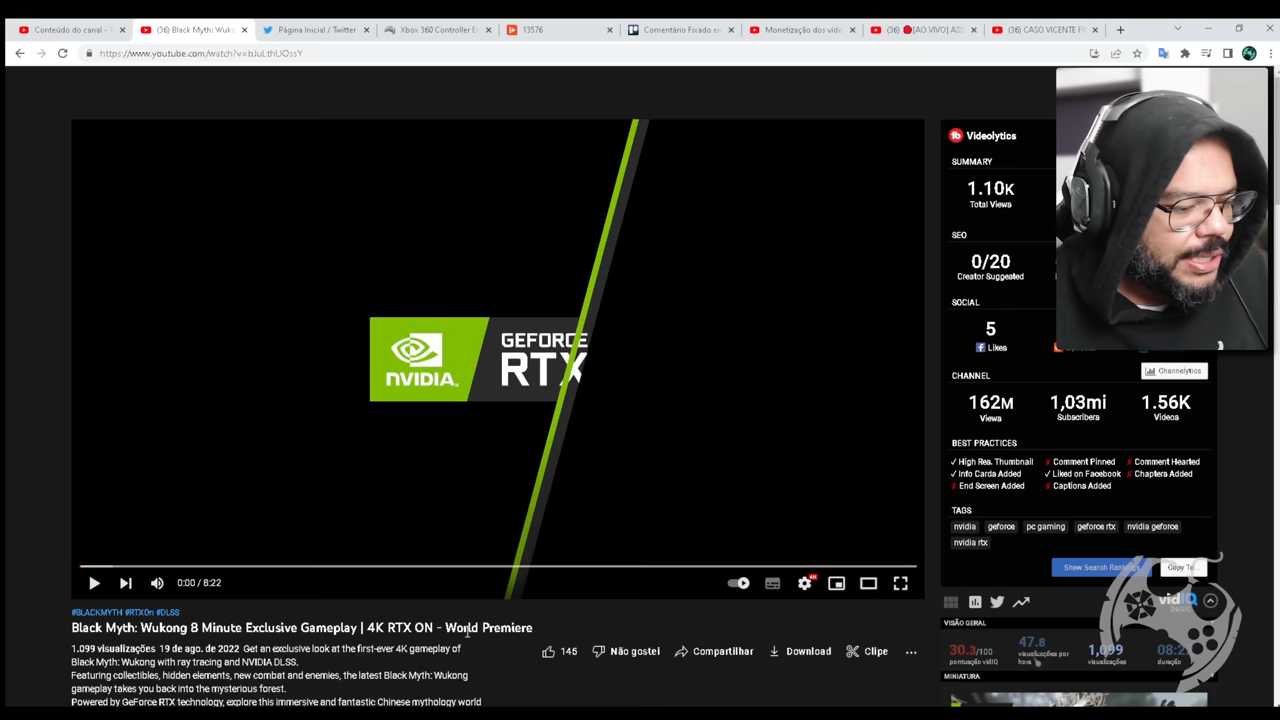 Conteúdo do canal
(36) Black Myth: Wuk
Página Inicial / Twitter
Xbox 360 Controller E
13576
Comentário Fixado e
Monetização dos víde
(36) 🔴[AO VIVO] AS
(36) CASO VICENTE F
https://www.youtube.com/watch?v=bJuLthUOssY
NVIDIA.
GEFORCE
RTX
0:00 / 8:22
#BLACKMYTH #RTXOn #DLSS
Black Myth: Wukong 8 Minute Exclusive Gameplay | 4K RTX ON - World Premiere
1.099 visualizações 19 de ago. de 2022 Get an exclusive look at the first-ever 4K gameplay of
Black Myth: Wukong with ray tracing and NVIDIA DLSS.
Featuring collectibles, hidden elements, new combat and enemies, the latest Black Myth: Wukong
gameplay takes you back into the mysterious forest.
Powered by GeForce RTX technology, explore this immersive and fantastic Chinese mythology world
145 Não gostei Compartilhar Download Clipe
Videolytics
SUMMARY
1.10K
Total Views
SEO
0/20
Creator Suggested
SOCIAL
5
Likes
CHANNEL
Channelytics
162M 1,03mi 1.56K
Views Subscribers Videos
BEST PRACTICES
✓ High Res. Thumbnail ✗ Comment Pinned ✗ Comment Hearted
✓ Info Cards Added ✓ Liked on Facebook ✗ Chapters Added
✗ End Screen Added ✗ Captions Added
TAGS
nvidia geforce pc gaming geforce rtx nvidia geforce
nvidia rtx
Show Search Rankings Copy
vidIQ
basic
VISÃO GERAL
30.3/100 47.8 1,099 08:2
pontuação vidIQ visualizações por hora visualizações duração
MINIATURA